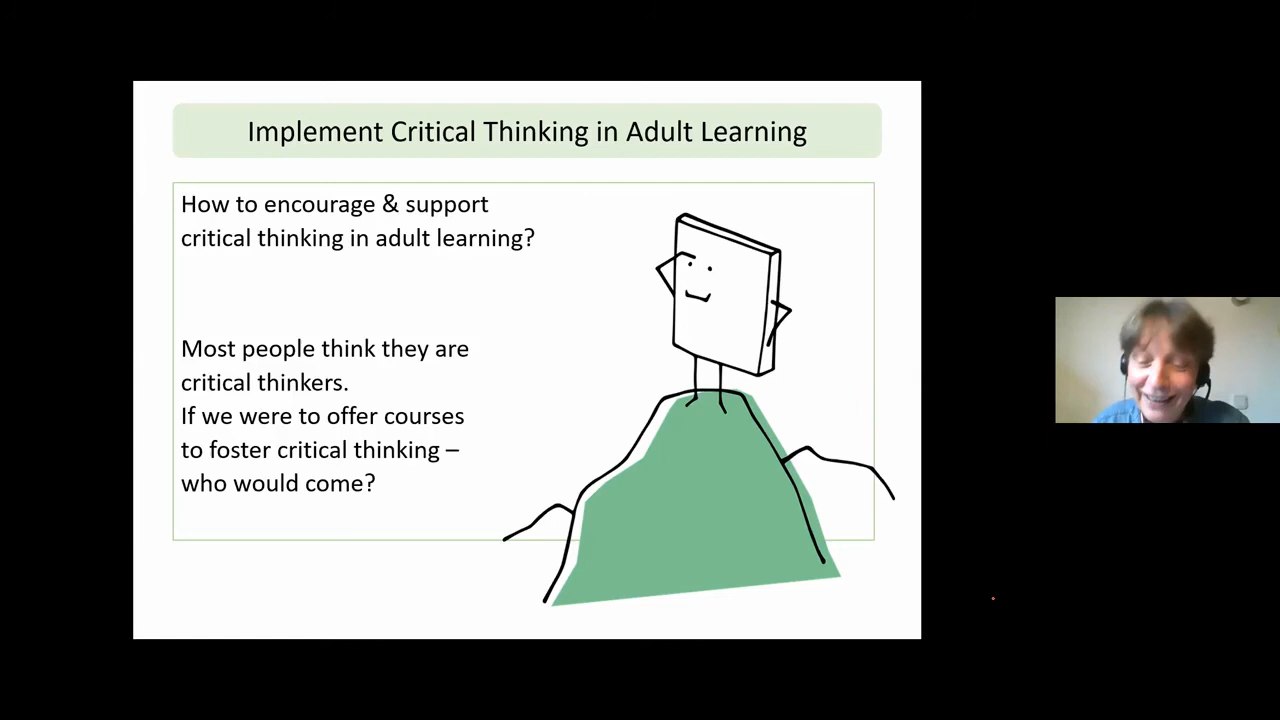 Implement Critical Thinking in Adult Learning
How to encourage & support
critical thinking in adult learning?
Most people think they are
critical thinkers.
If we were to offer courses
to foster critical thinking –
who would come?